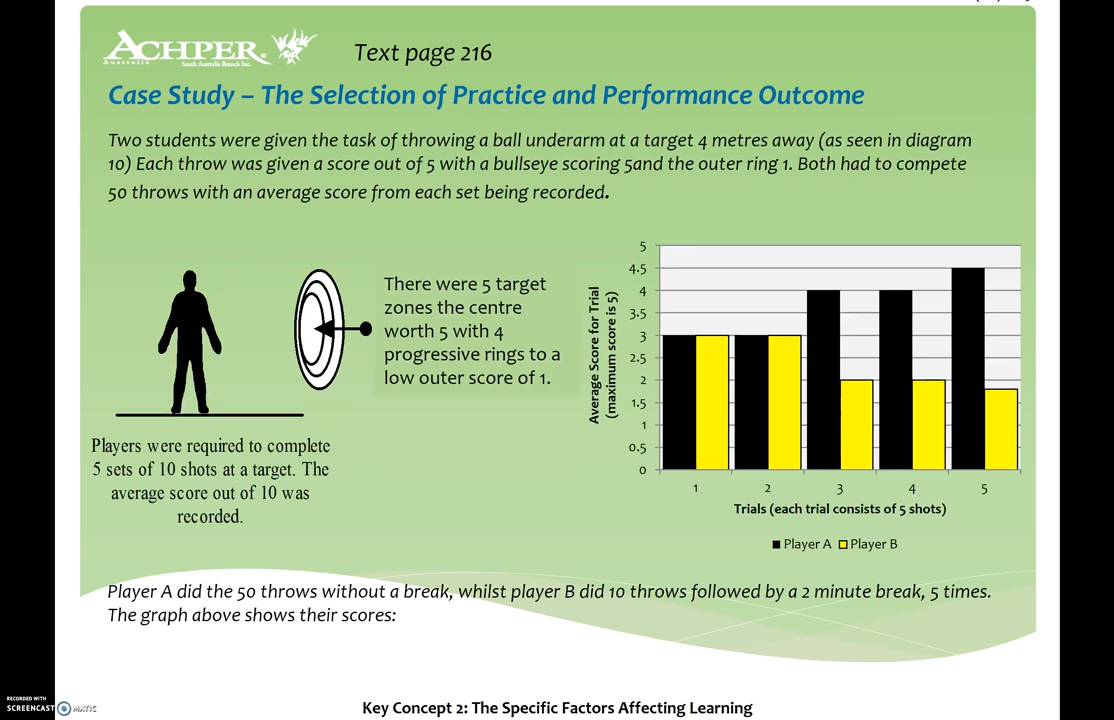 ACHPER
Australia
South Australia Branch Inc.
Text page 216
Case Study – The Selection of Practice and Performance Outcome
Two students were given the task of throwing a ball underarm at a target 4 metres away (as seen in diagram
10) Each throw was given a score out of 5 with a bullseye scoring 5and the outer ring 1. Both had to compete
50 throws with an average score from each set being recorded.
There were 5 target
zones the centre
worth 5 with 4
progressive rings to a
low outer score of 1.
Players were required to complete
5 sets of 10 shots at a target. The
average score out of 10 was
recorded.
Average Score for Trial
(maximum score is 5)
5
4.5
4
3.5
3
2.5
2
1.5
1
0.5
0
1 2 3 4 5
Trials (each trial consists of 5 shots)
Player A Player B
Player A did the 50 throws without a break, whilst player B did 10 throws followed by a 2 minute break, 5 times.
The graph above shows their scores:
Key Concept 2: The Specific Factors Affecting Learning
RECORDED WITH
SCREENCAST MATIC